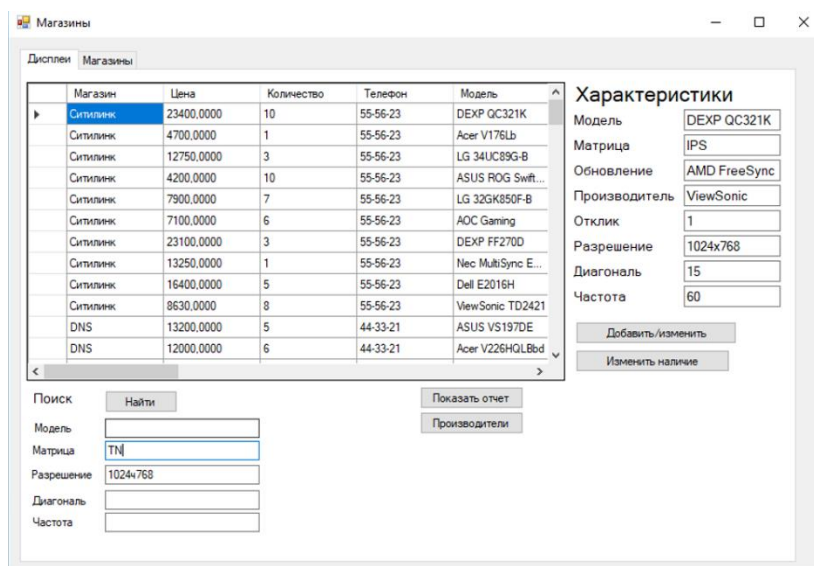 Магазины
Дисплеи Магазины
Магазин Цена Количество Телефон Модель
Ситилинк 23400,0000 10 55-56-23 DEXP QC321K
Ситилинк 4700,0000 1 55-56-23 Acer V176Lb
Ситилинк 12750,0000 3 55-56-23 LG 34UC89G-B
Ситилинк 4200,0000 10 55-56-23 ASUS ROG Swift...
Ситилинк 7900,0000 7 55-56-23 LG 32GK850F-B
Ситилинк 7100,0000 6 55-56-23 AOC Gaming
Ситилинк 23100,0000 3 55-56-23 DEXP FF270D
Ситилинк 13250,0000 1 55-56-23 Nec MultiSync E...
Ситилинк 16400,0000 5 55-56-23 Dell E2016H
Ситилинк 8630,0000 8 55-56-23 ViewSonic TD2421
DNS 13200,0000 5 44-33-21 ASUS VS197DE
DNS 12000,0000 6 44-33-21 Acer V226HQLBbd
Характеристики
Модель DEXP QC321K
Матрица IPS
Обновление AMD FreeSync
Производитель ViewSonic
Отклик 1
Разрешение 1024x768
Диагональ 15
Частота 60
Добавить/изменить
Изменить наличие
Поиск Найти
Модель
Матрица TN
Разрешение 1024ч768
Диагональ
Частота
Показать отчет
Производители